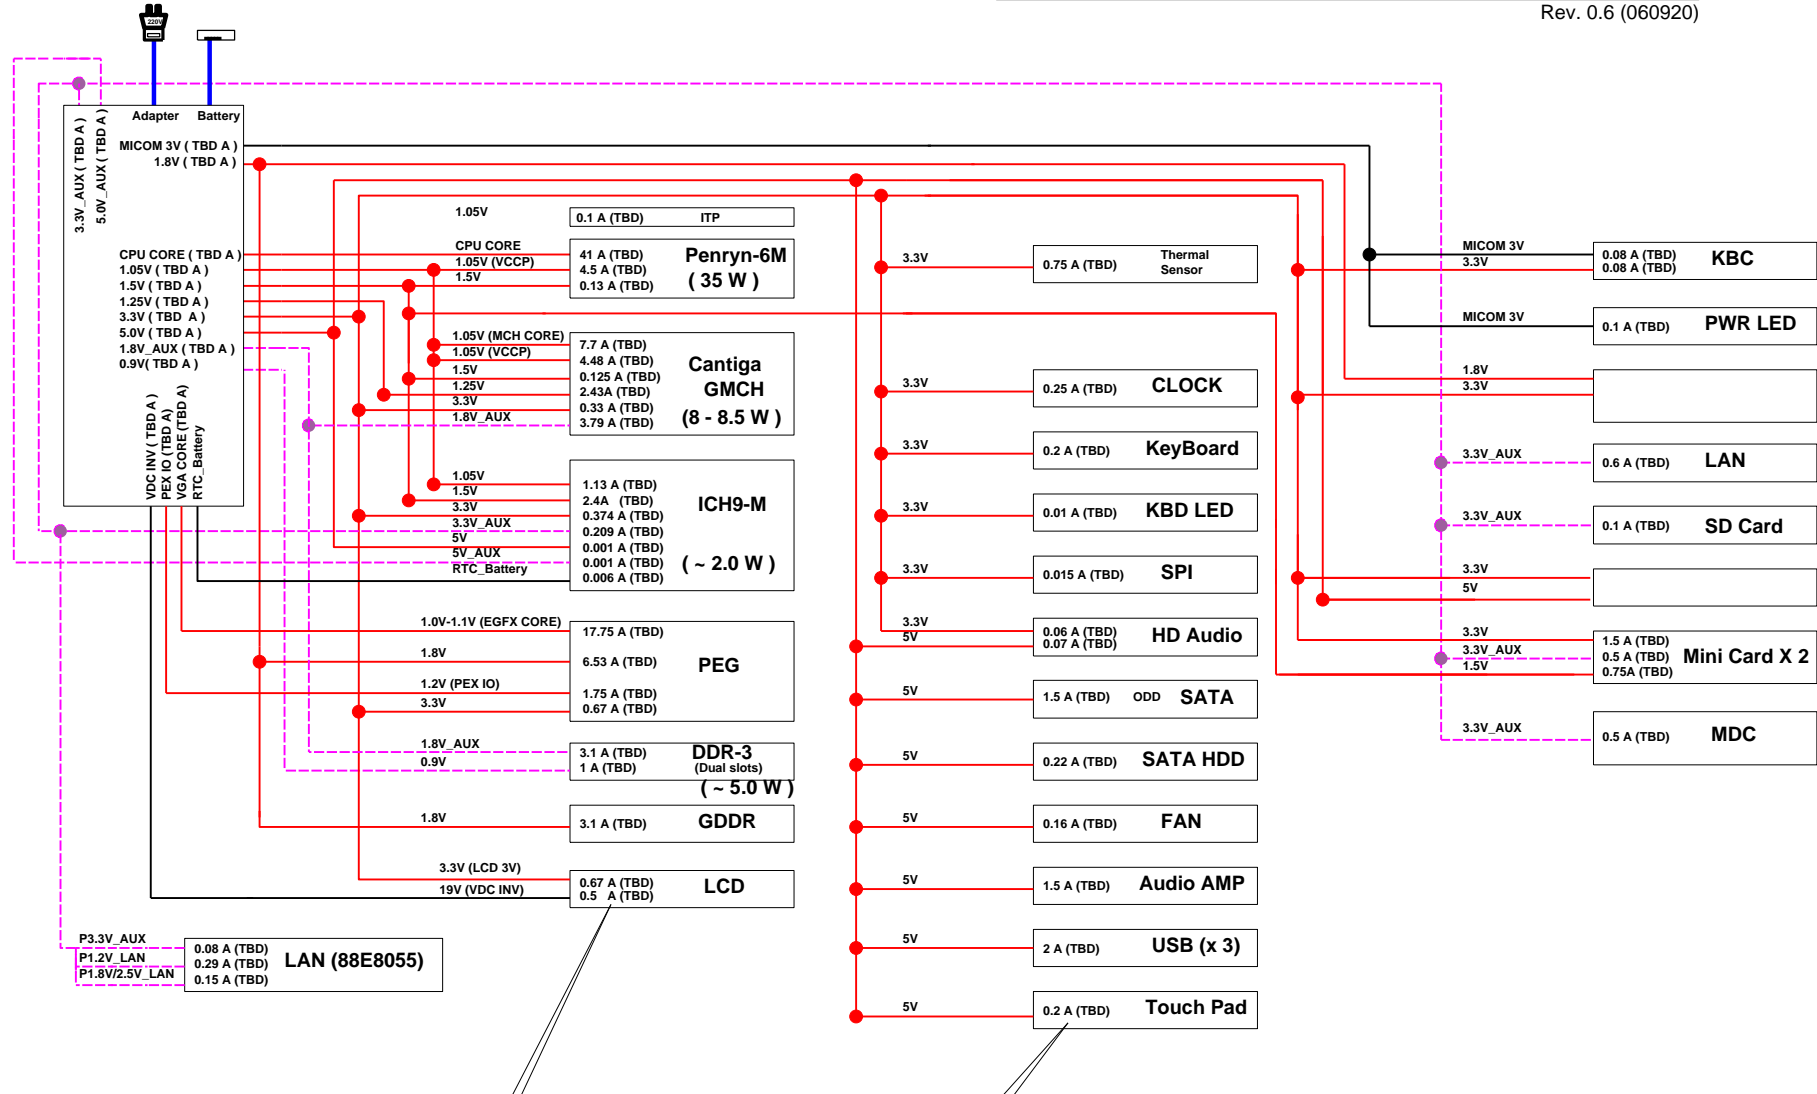 Rev. 0.6 (060920)
220V
Adapter Battery
3.3V_AUX ( TBD A )
5.0V_AUX ( TBD A )
MICOM 3V ( TBD A )
1.8V ( TBD A )
CPU CORE ( TBD A )
1.05V ( TBD A )
1.5V ( TBD A )
1.25V ( TBD A )
3.3V ( TBD A )
5.0V ( TBD A )
1.8V_AUX ( TBD A )
0.9V( TBD A )
VDC INV ( TBD A )
PEX IO (TBD A)
VGA CORE (TBD A)
RTC_Battery
1.05V
0.1 A (TBD) ITP
CPU CORE
1.05V (VCCP)
1.5V
41 A (TBD)
4.5 A (TBD)
0.13 A (TBD)
Penryn-6M
( 35 W )
1.05V (MCH CORE)
1.05V (VCCP)
1.5V
1.25V
3.3V
1.8V_AUX
7.7 A (TBD)
4.48 A (TBD)
0.125 A (TBD)
2.43A (TBD)
0.33 A (TBD)
3.79 A (TBD)
Cantiga
GMCH
(8 - 8.5 W )
1.05V
1.5V
3.3V
3.3V_AUX
5V
5V_AUX
RTC_Battery
1.13 A (TBD)
2.4A (TBD)
0.374 A (TBD)
0.209 A (TBD)
0.001 A (TBD)
0.001 A (TBD)
0.006 A (TBD)
ICH9-M
( ~ 2.0 W )
1.0V-1.1V (EGFX CORE)
1.8V
1.2V (PEX IO)
3.3V
17.75 A (TBD)
6.53 A (TBD)
1.75 A (TBD)
0.67 A (TBD)
PEG
1.8V_AUX
0.9V
3.1 A (TBD)
1 A (TBD)
DDR-3
(Dual slots)
( ~ 5.0 W )
1.8V
3.1 A (TBD) GDDR
3.3V (LCD 3V)
19V (VDC INV)
0.67 A (TBD)
0.5 A (TBD)
LCD
P3.3V_AUX
P1.2V_LAN
P1.8V/2.5V_LAN
0.08 A (TBD)
0.29 A (TBD)
0.15 A (TBD)
LAN (88E8055)
3.3V
0.75 A (TBD)
Thermal
Sensor
3.3V
0.25 A (TBD) CLOCK
3.3V
0.2 A (TBD) KeyBoard
3.3V
0.01 A (TBD) KBD LED
3.3V
0.015 A (TBD) SPI
3.3V
5V
0.06 A (TBD)
0.07 A (TBD)
HD Audio
5V
1.5 A (TBD) ODD SATA
5V
0.22 A (TBD) SATA HDD
5V
0.16 A (TBD) FAN
5V
1.5 A (TBD) Audio AMP
5V
2 A (TBD) USB (x 3)
5V
0.2 A (TBD) Touch Pad
MICOM 3V
3.3V
0.08 A (TBD)
0.08 A (TBD)
KBC
MICOM 3V
0.1 A (TBD) PWR LED
1.8V
3.3V
3.3V_AUX
0.6 A (TBD) LAN
3.3V_AUX
0.1 A (TBD) SD Card
3.3V
5V
3.3V
3.3V_AUX
1.5V
1.5 A (TBD)
0.5 A (TBD)
0.75A (TBD)
Mini Card X 2
3.3V_AUX
0.5 A (TBD) MDC